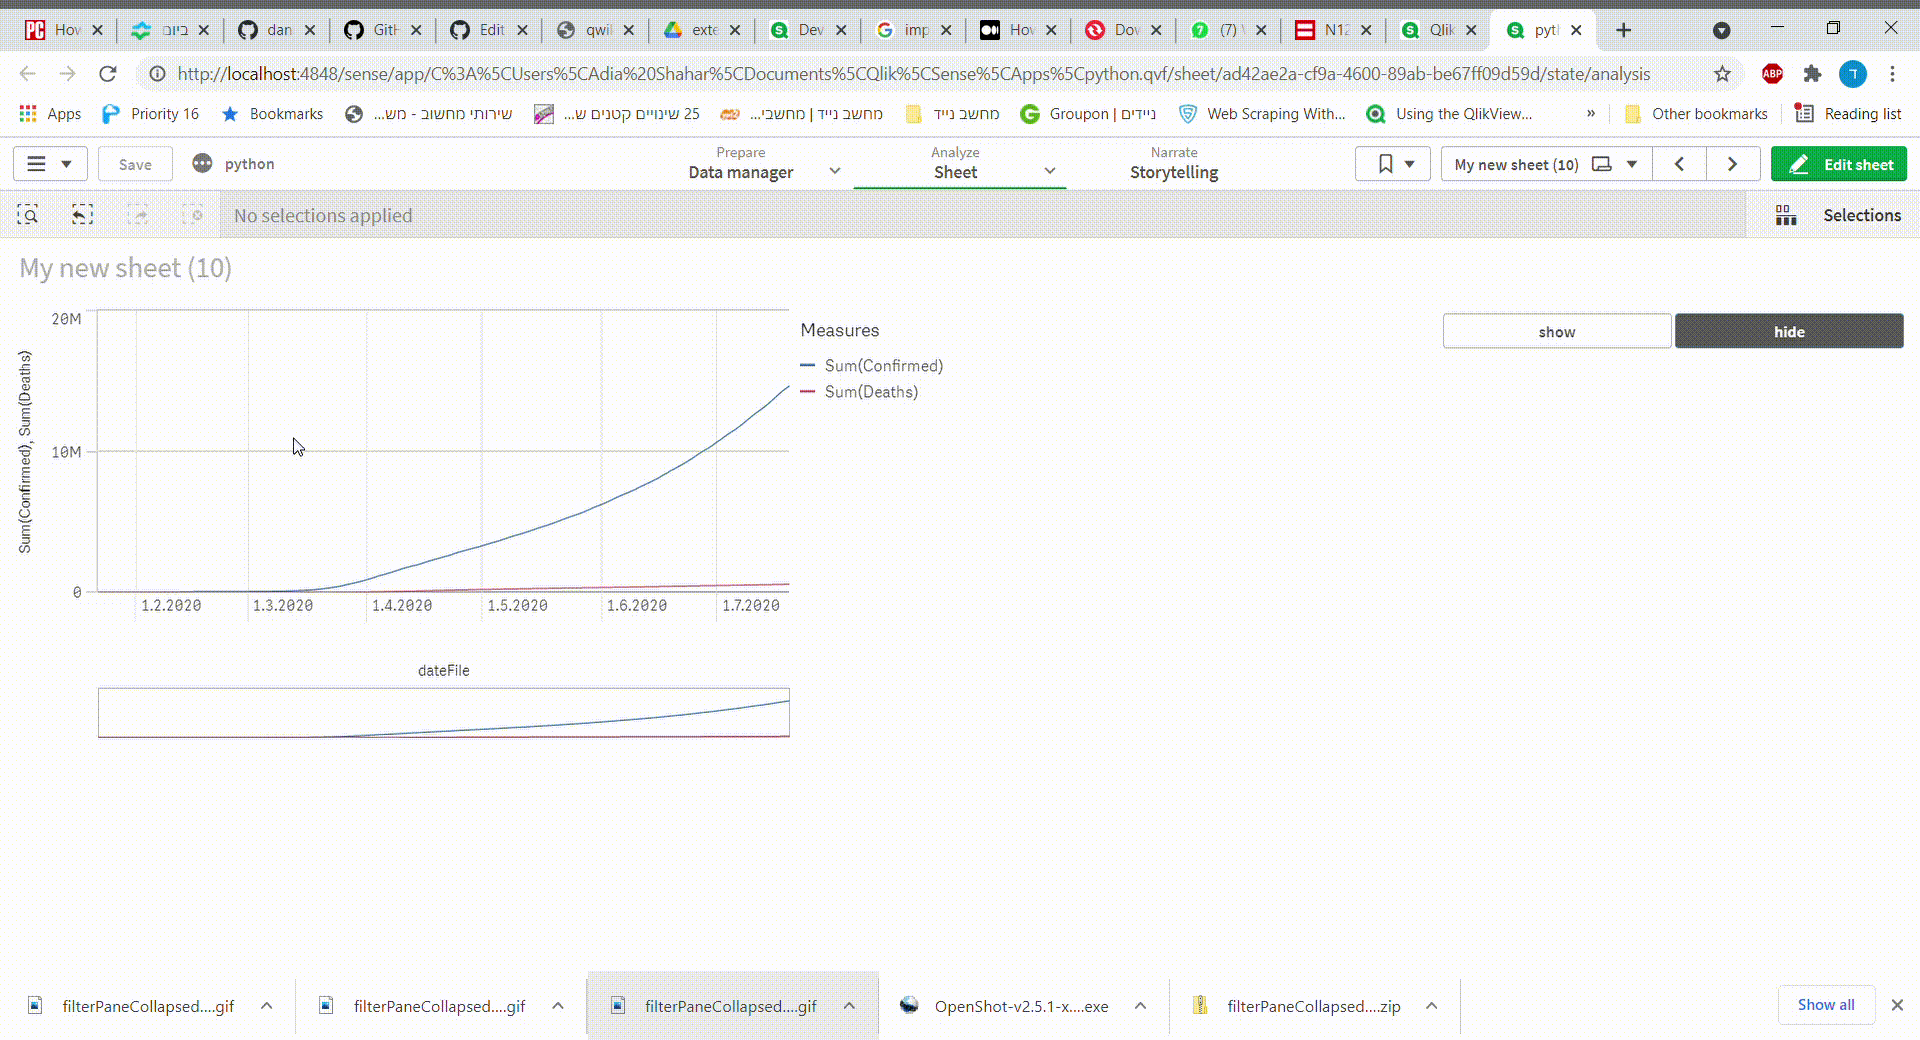 Hov
ביום
dan
GitH
Edit
qwi
exte
Dev
imp
Hov
Dov
(7)
N12
Qlik
pytl
http://localhost:4848/sense/app/C%3A%5CUsers%5CAdia%20Shahar%5CDocuments%5CQlik%5CSense%5CApps%5Cpython.qvf/sheet/ad42ae2a-cf9a-4600-89ab-be67ff09d59d/state/analysis
ABP
Apps
Priority 16
Bookmarks
שירותי מחשוב - מש...
25 שינויים קטנים ש...
מחשב נייד | מחשבי...
מחשב נייד
Groupon | ניידים
Web Scraping With...
Using the QlikView...
»
Other bookmarks
Reading list
Save
python
Prepare
Data manager
Analyze
Sheet
Narrate
Storytelling
My new sheet (10)
Edit sheet
No selections applied
Selections
My new sheet (10)
Sum(Confirmed), Sum(Deaths)
20M
10M
0
1.2.2020
1.3.2020
1.4.2020
1.5.2020
1.6.2020
1.7.2020
dateFile
Measures
Sum(Confirmed)
Sum(Deaths)
show
hide
filterPaneCollapsed....gif
filterPaneCollapsed....gif
filterPaneCollapsed....gif
OpenShot-v2.5.1-x....exe
filterPaneCollapsed....zip
Show all